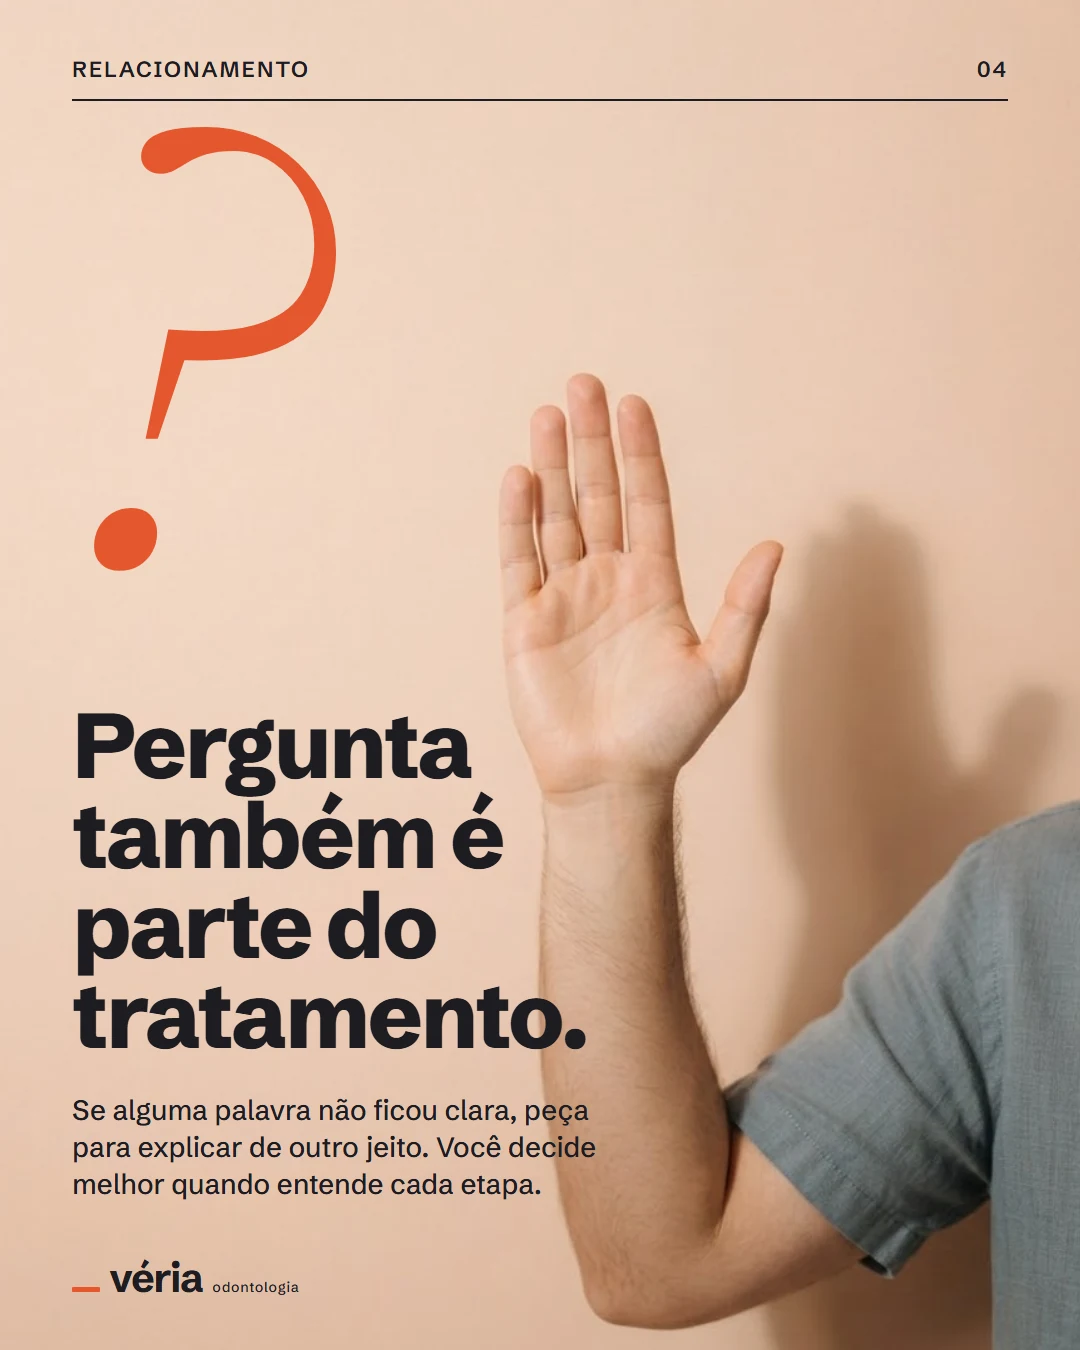 RELACIONAMENTO 04
?
Pergunta
também é
parte do
tratamento.
Se alguma palavra não ficou clara, peça
para explicar de outro jeito. Você decide
melhor quando entende cada etapa.
véria odontologia